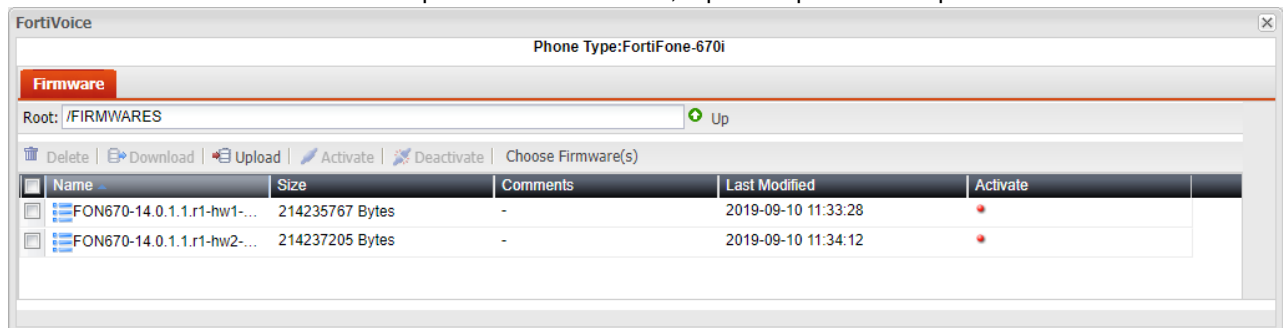 FortiVoice
Phone Type:FortiFone-670i
Firmware
Root: /FIRMWARES Up
Delete | Download | Upload | Activate | Deactivate | Choose Firmware(s)
Name Size Comments Last Modified Activate
FON670-14.0.1.1.r1-hw1-... 214235767 Bytes - 2019-09-10 11:33:28
FON670-14.0.1.1.r1-hw2-... 214237205 Bytes - 2019-09-10 11:34:12